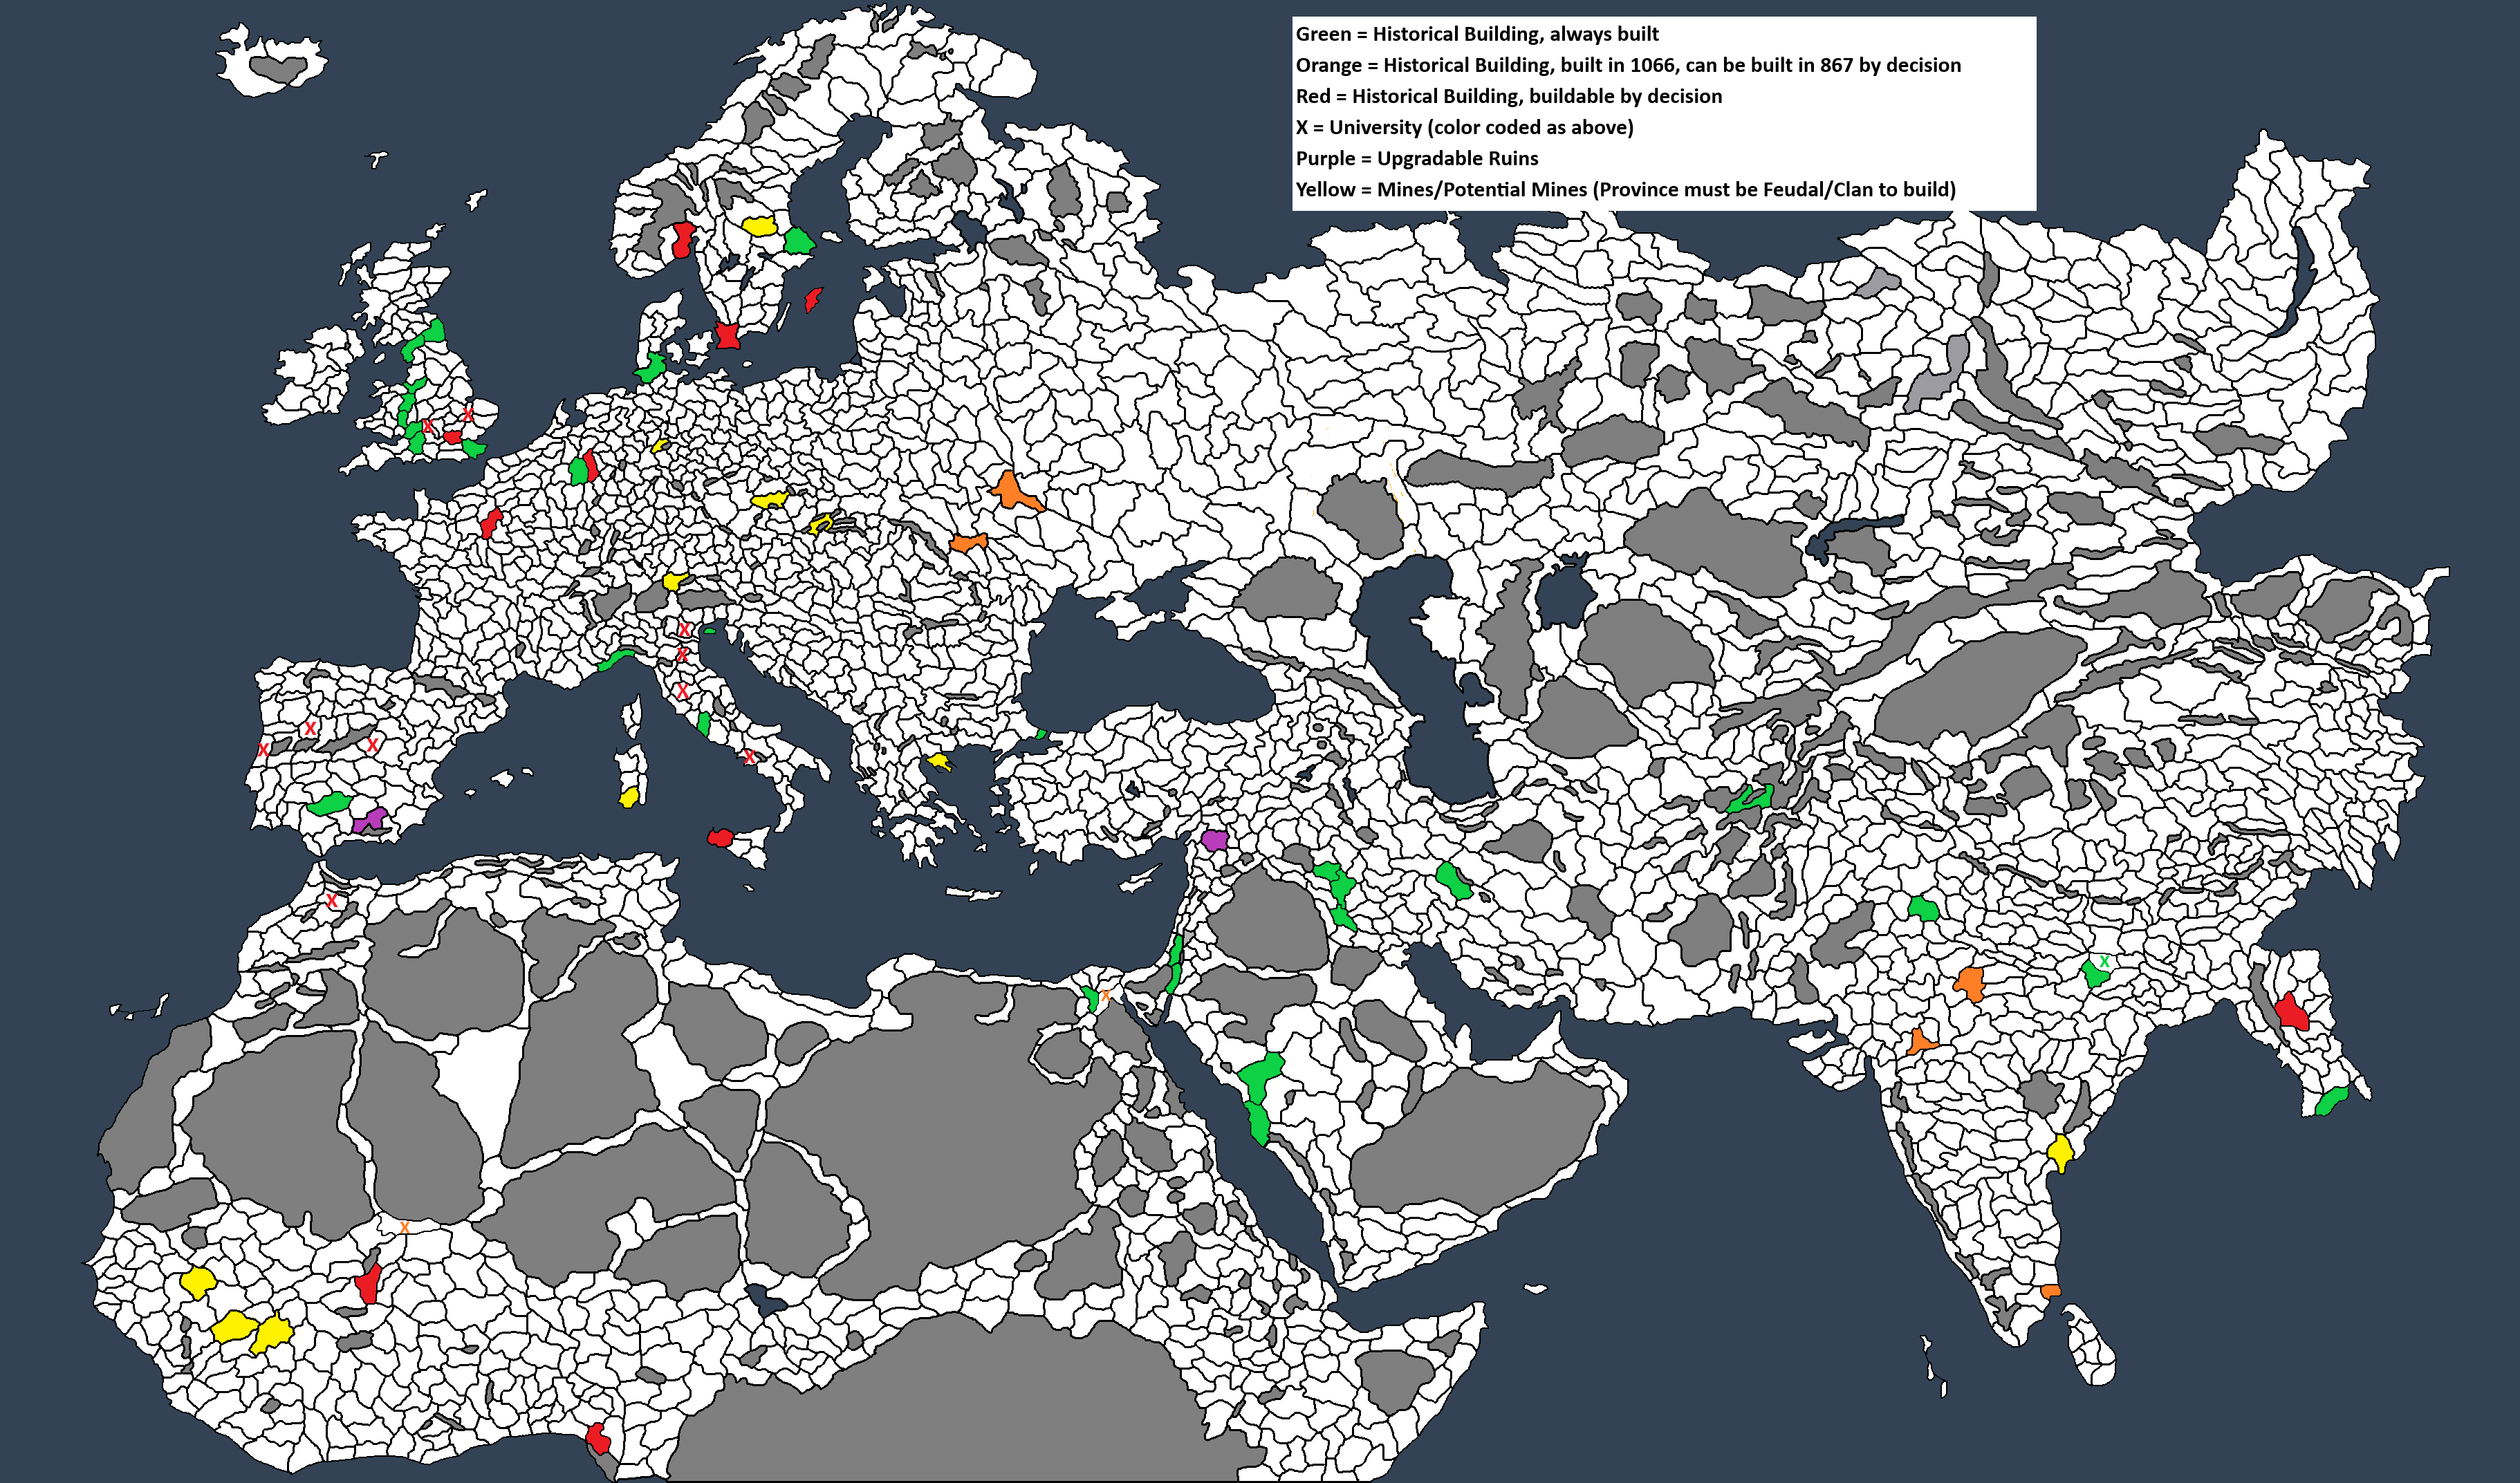 Green = Historical Building, always built
Orange = Historical Building, built in 1066, can be built in 867 by decision
Red = Historical Building, buildable by decision
X = University (color coded as above)
Purple = Upgradable Ruins
Yellow = Mines/Potential Mines (Province must be Feudal/Clan to build)
X
X
X
X
X
X
X
X
X
X
X
X
X
X